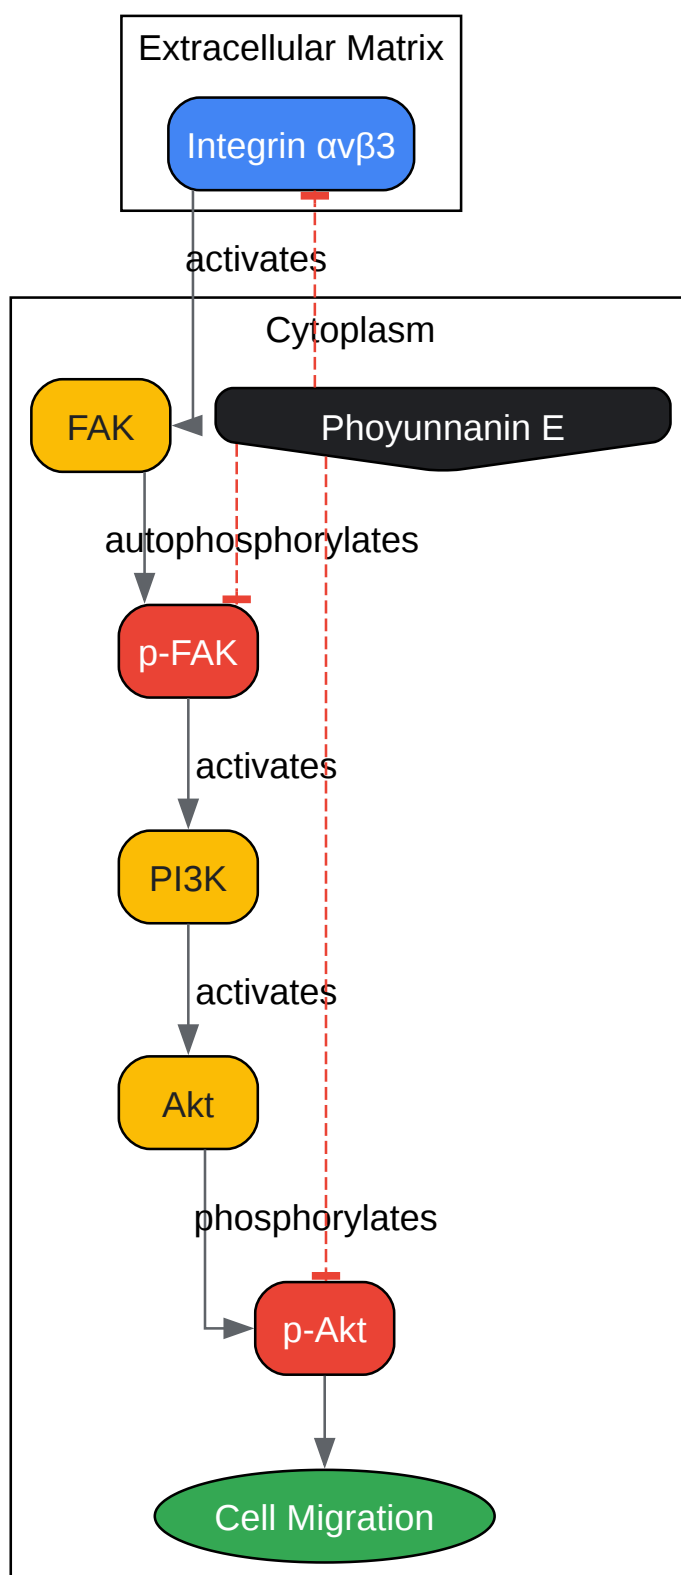 Extracellular Matrix
Integrin αvβ3
activates
Cytoplasm
FAK
Phoyunnanin E
autophosphorylates
p-FAK
activates
PI3K
activates
Akt
phosphorylates
p-Akt
Cell Migration